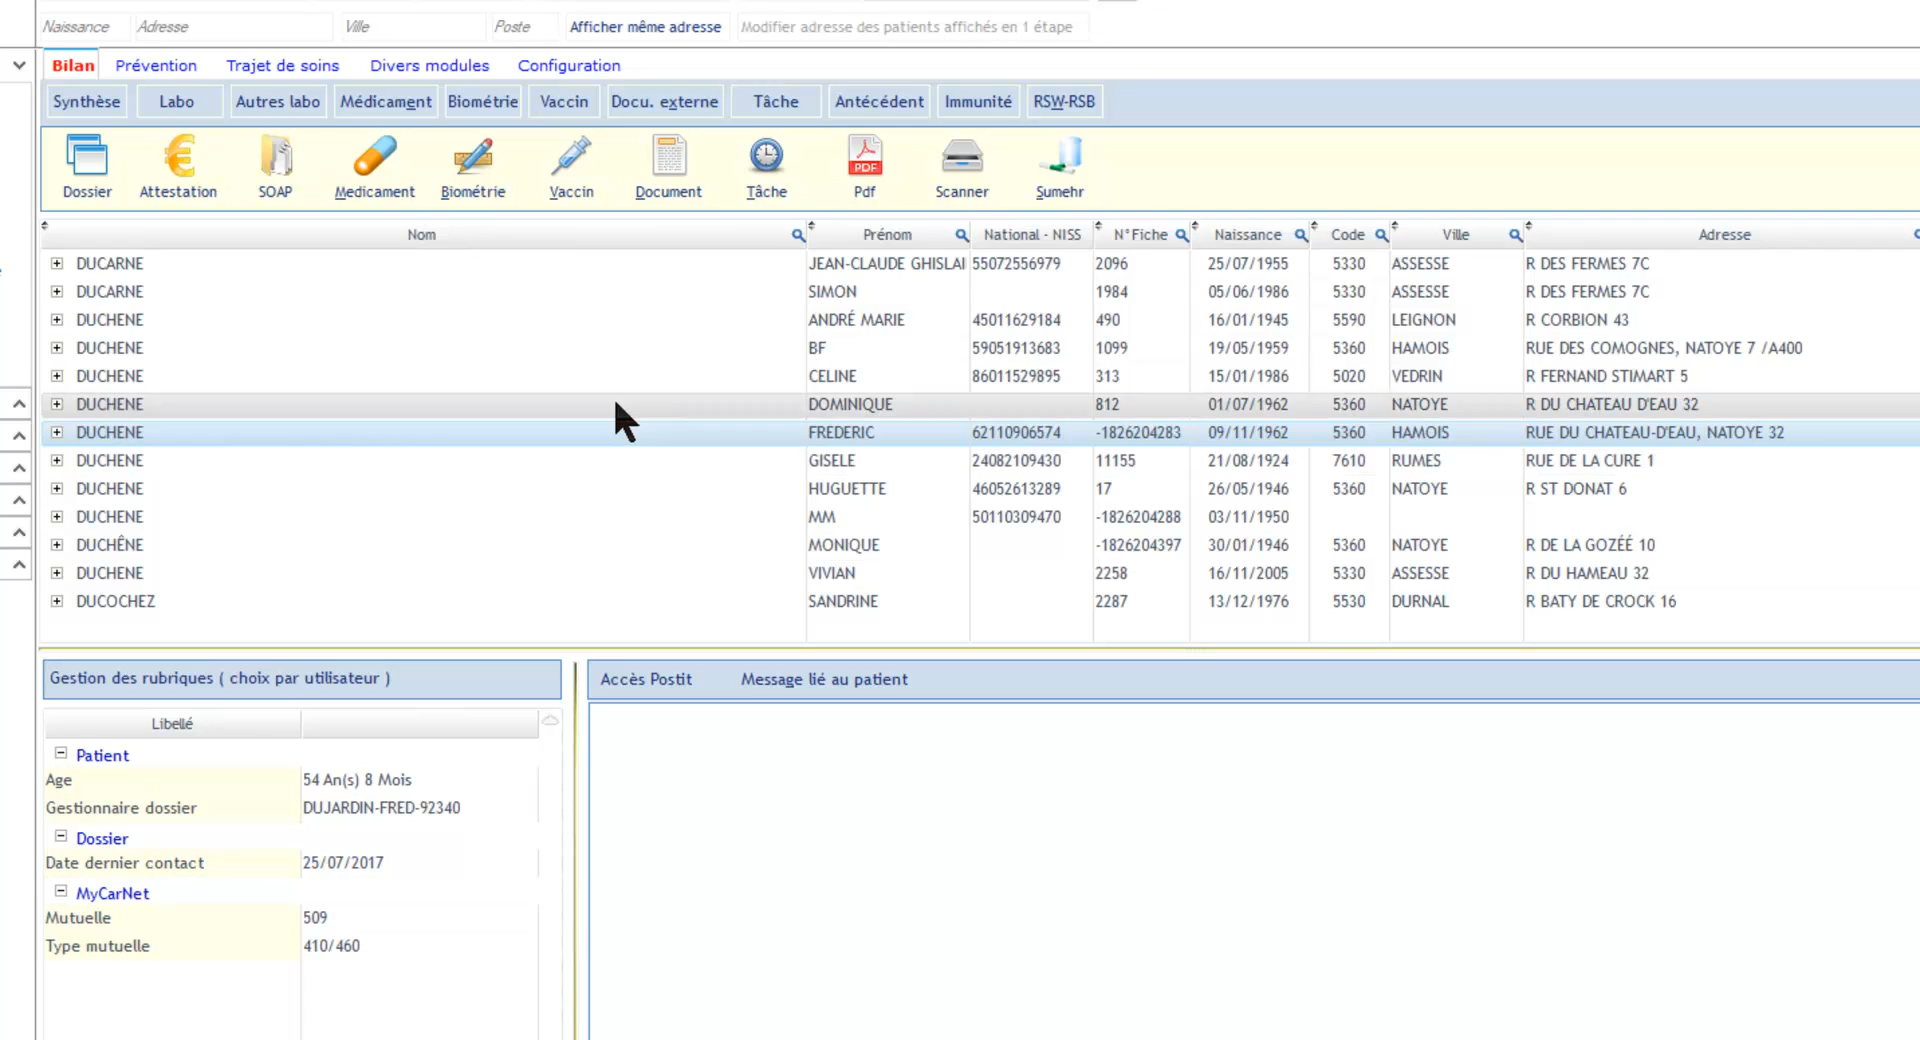 Naissance Adresse Ville Poste Afficher même adresse Modifier adresse des patients affichés en 1 étape
Bilan Prévention Trajet de soins Divers modules Configuration
Synthèse Labo Autres labo Médicament Biométrie Vaccin Docu. externe Tâche Antécédent Immunité RSW-RSB
PDF
Dossier Attestation SOAP Medicament Biométrie Vaccin Document Tâche Pdf Scanner Sumehr
Nom Prénom National - NISS N°Fiche Naissance Code Ville Adresse
DUCARNE JEAN-CLAUDE GHISLAI 55072556979 2096 25/07/1955 5330 ASSESSE R DES FERMES 7C
DUCARNE SIMON 1984 05/06/1986 5330 ASSESSE R DES FERMES 7C
DUCHENE ANDRÉ MARIE 45011629184 490 16/01/1945 5590 LEIGNON R CORBION 43
DUCHENE BF 59051913683 1099 19/05/1959 5360 HAMOIS RUE DES COMOGNES, NATOYE 7 /A400
DUCHENE CELINE 86011529895 313 15/01/1986 5020 VEDRIN R FERNAND STIMART 5
DUCHENE DOMINIQUE 812 01/07/1962 5360 NATOYE R DU CHATEAU D'EAU 32
DUCHENE FREDERIC 62110906574 -1826204283 09/11/1962 5360 HAMOIS RUE DU CHATEAU-D'EAU, NATOYE 32
DUCHENE GISELE 24082109430 11155 21/08/1924 7610 RUMES RUE DE LA CURE 1
DUCHENE HUGUETTE 46052613289 17 26/05/1946 5360 NATOYE R ST DONAT 6
DUCHENE MM 50110309470 -1826204288 03/11/1950
DUCHÊNE MONIQUE -1826204397 30/01/1946 5360 NATOYE R DE LA GOZÉÉ 10
DUCHENE VIVIAN 2258 16/11/2005 5330 ASSESSE R DU HAMEAU 32
DUCOCHEZ SANDRINE 2287 13/12/1976 5530 DURNAL R BATY DE CROCK 16
Gestion des rubriques ( choix par utilisateur ) Accès Postit Message lié au patient
Libellé
Patient
Age 54 An(s) 8 Mois
Gestionnaire dossier DUJARDIN-FRED-92340
Dossier
Date dernier contact 25/07/2017
MyCarNet
Mutuelle 509
Type mutuelle 410/460